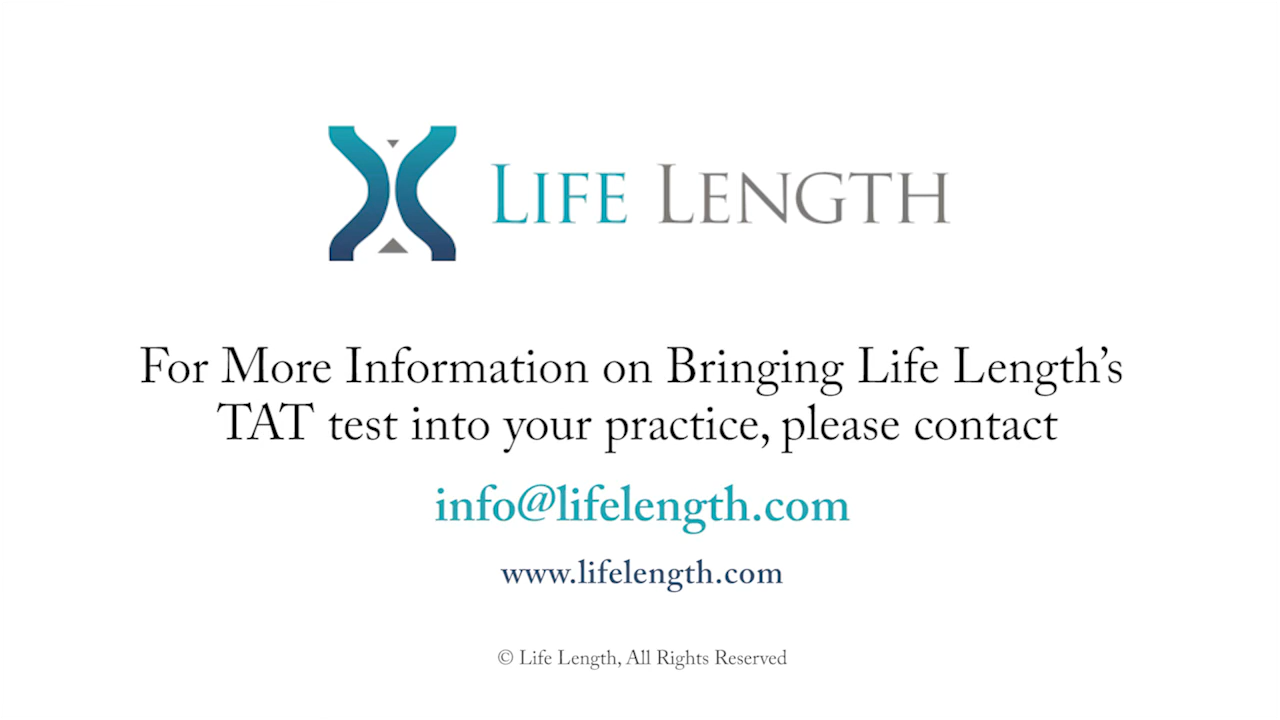 LIFE LENGTH
For More Information on Bringing Life Length’s
TAT test into your practice, please contact
info@lifelength.com
www.lifelength.com
© Life Length, All Rights Reserved